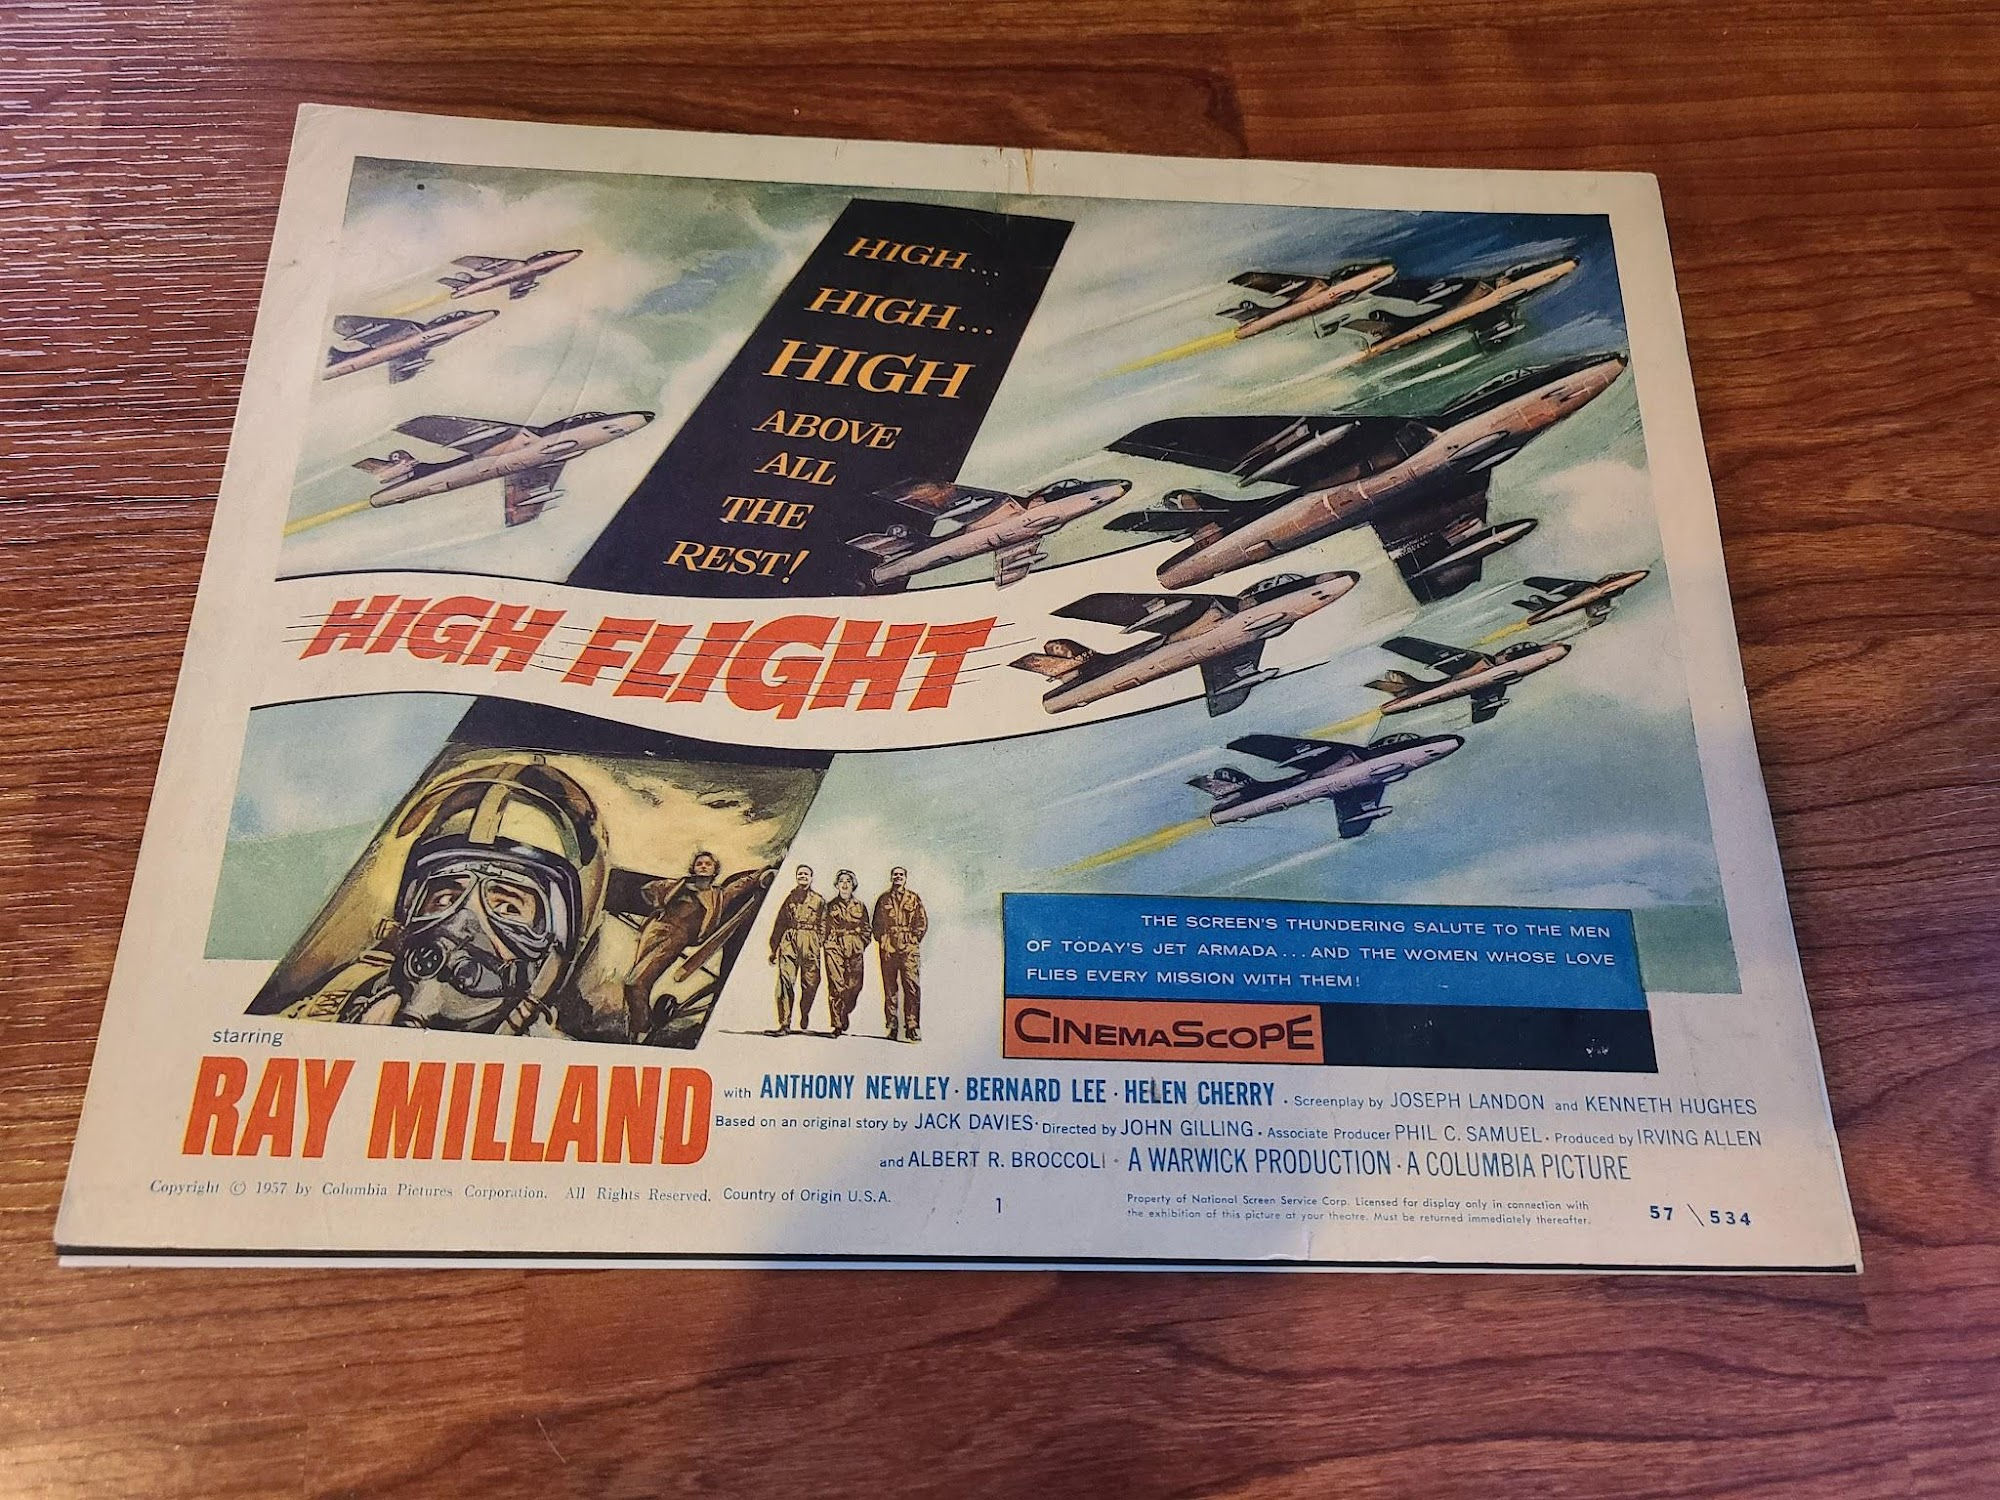 HIGH...
HIGH...
HIGH
ABOVE
ALL
THE
REST!
HIGH FLIGHT
THE SCREEN'S THUNDERING SALUTE TO THE MEN
OF TODAY'S JET ARMADA...AND THE WOMEN WHOSE LOVE
FLIES EVERY MISSION WITH THEM!
CINEMASCOPE
starring
RAY MILLAND
with ANTHONY NEWLEY · BERNARD LEE · HELEN CHERRY · Screenplay by JOSEPH LANDON and KENNETH HUGHES
Based on an original story by JACK DAVIES · Directed by JOHN GILLING · Associate Producer PHIL C. SAMUEL · Produced by IRVING ALLEN
and ALBERT R. BROCCOLI · A WARWICK PRODUCTION · A COLUMBIA PICTURE
Copyright © 1957 by Columbia Pictures Corporation. All Rights Reserved. Country of Origin U.S.A.
1
Property of National Screen Service Corp. Licensed for display only in connection with
the exhibition of this picture at your theatre. Must be returned immediately thereafter.
57 \ 534